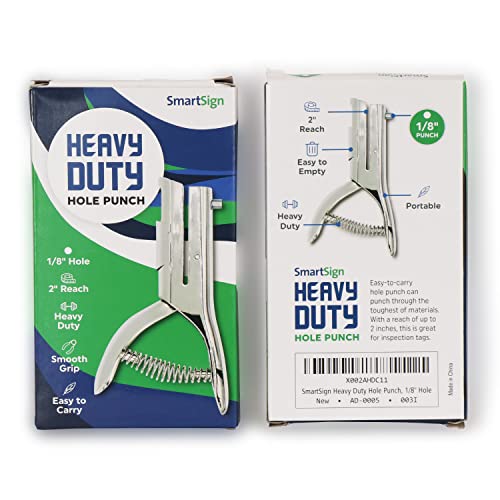 SmartSign
HEAVY
DUTY
HOLE PUNCH
1/8" Hole
2" Reach
Heavy
Duty
Smooth
Grip
Easy to
Carry
SmartSign
2"
Reach
1/8"
PUNCH
Easy to
Empty
Heavy
Duty
Portable
SmartSign
HEAVY
DUTY
HOLE PUNCH
Easy-to-carry
hole punch can
punch through the
toughest of materials.
With a reach of up to
2 inches, this is great
for inspection tags.
X002AHDC11
SmartSign Heavy Duty Hole Punch, 1/8" Hole
New • AD-0005 • 003I
Made in China